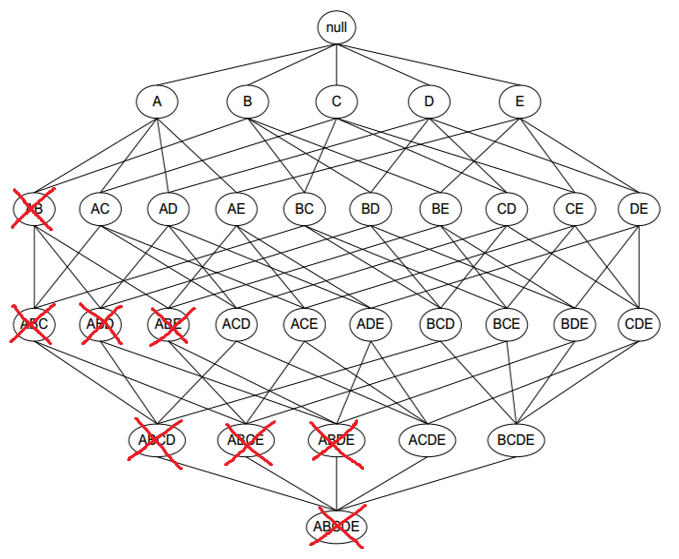 null
A B C D E
AB AC AD AE BC BD BE CD CE DE
ABC ABD ABE ACD ACE ADE BCD BCE BDE CDE
ABCD ABCE ABDE ACDE BCDE
ABCDE